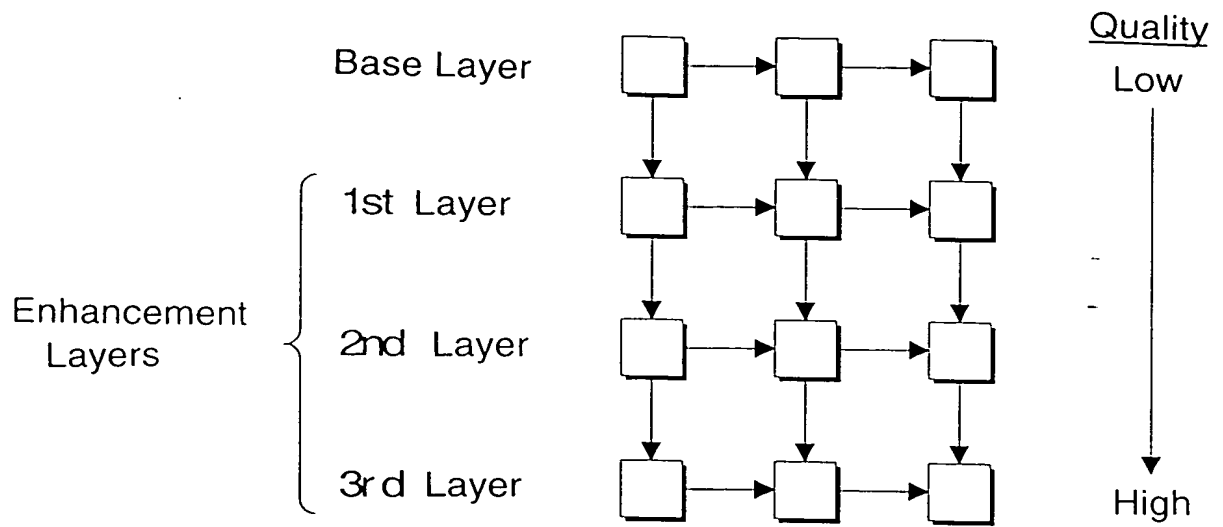 Quality
Base Layer
Low
1st Layer
Enhancement
Layers
2nd Layer
3rd Layer
High